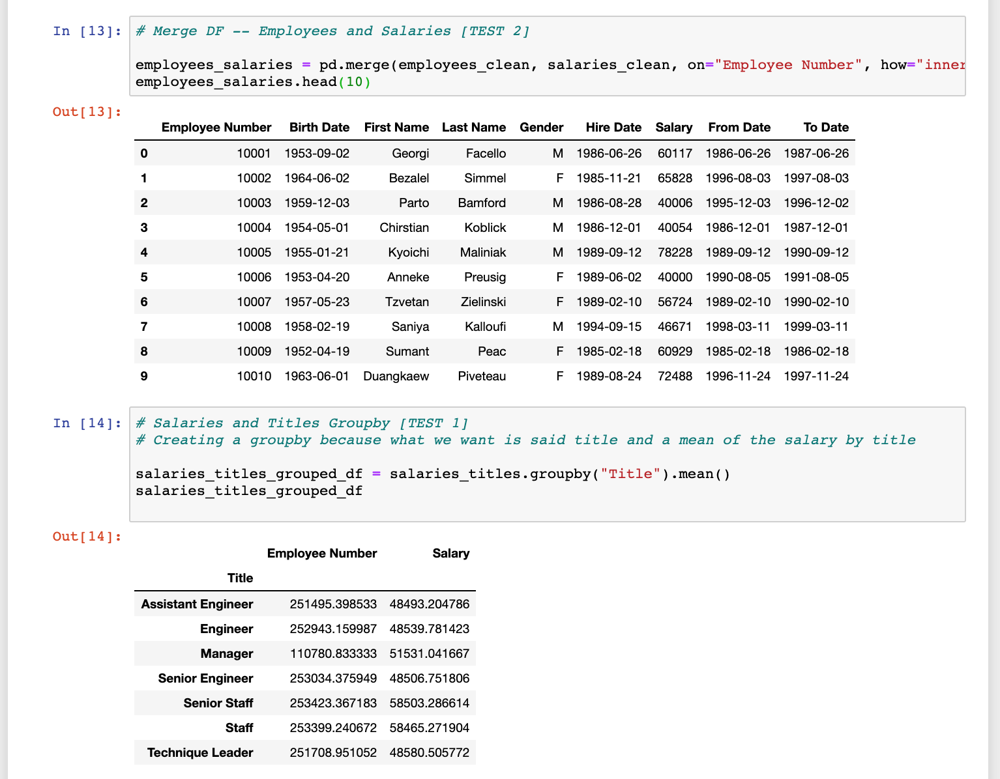 In [13]:
# Merge DF -- Employees and Salaries [TEST 2]
employees_salaries = pd.merge(employees_clean, salaries_clean, on="Employee Number", how="inner
employees_salaries.head(10)
Out[13]:
Employee Number Birth Date First Name Last Name Gender Hire Date Salary From Date To Date
0 10001 1953-09-02 Georgi Facello M 1986-06-26 60117 1986-06-26 1987-06-26
1 10002 1964-06-02 Bezalel Simmel F 1985-11-21 65828 1996-08-03 1997-08-03
2 10003 1959-12-03 Parto Bamford M 1986-08-28 40006 1995-12-03 1996-12-02
3 10004 1954-05-01 Chirstian Koblick M 1986-12-01 40054 1986-12-01 1987-12-01
4 10005 1955-01-21 Kyoichi Maliniak M 1989-09-12 78228 1989-09-12 1990-09-12
5 10006 1953-04-20 Anneke Preusig F 1989-06-02 40000 1990-08-05 1991-08-05
6 10007 1957-05-23 Tzvetan Zielinski F 1989-02-10 56724 1989-02-10 1990-02-10
7 10008 1958-02-19 Saniya Kalloufi M 1994-09-15 46671 1998-03-11 1999-03-11
8 10009 1952-04-19 Sumant Peac F 1985-02-18 60929 1985-02-18 1986-02-18
9 10010 1963-06-01 Duangkaew Piveteau F 1989-08-24 72488 1996-11-24 1997-11-24
In [14]:
# Salaries and Titles Groupby [TEST 1]
# Creating a groupby because what we want is said title and a mean of the salary by title
salaries_titles_grouped_df = salaries_titles.groupby("Title").mean()
salaries_titles_grouped_df
Out[14]:
Employee Number Salary
Title
Assistant Engineer 251495.398533 48493.204786
Engineer 252943.159987 48539.781423
Manager 110780.833333 51531.041667
Senior Engineer 253034.375949 48506.751806
Senior Staff 253423.367183 58503.286614
Staff 253399.240672 58465.271904
Technique Leader 251708.951052 48580.505772